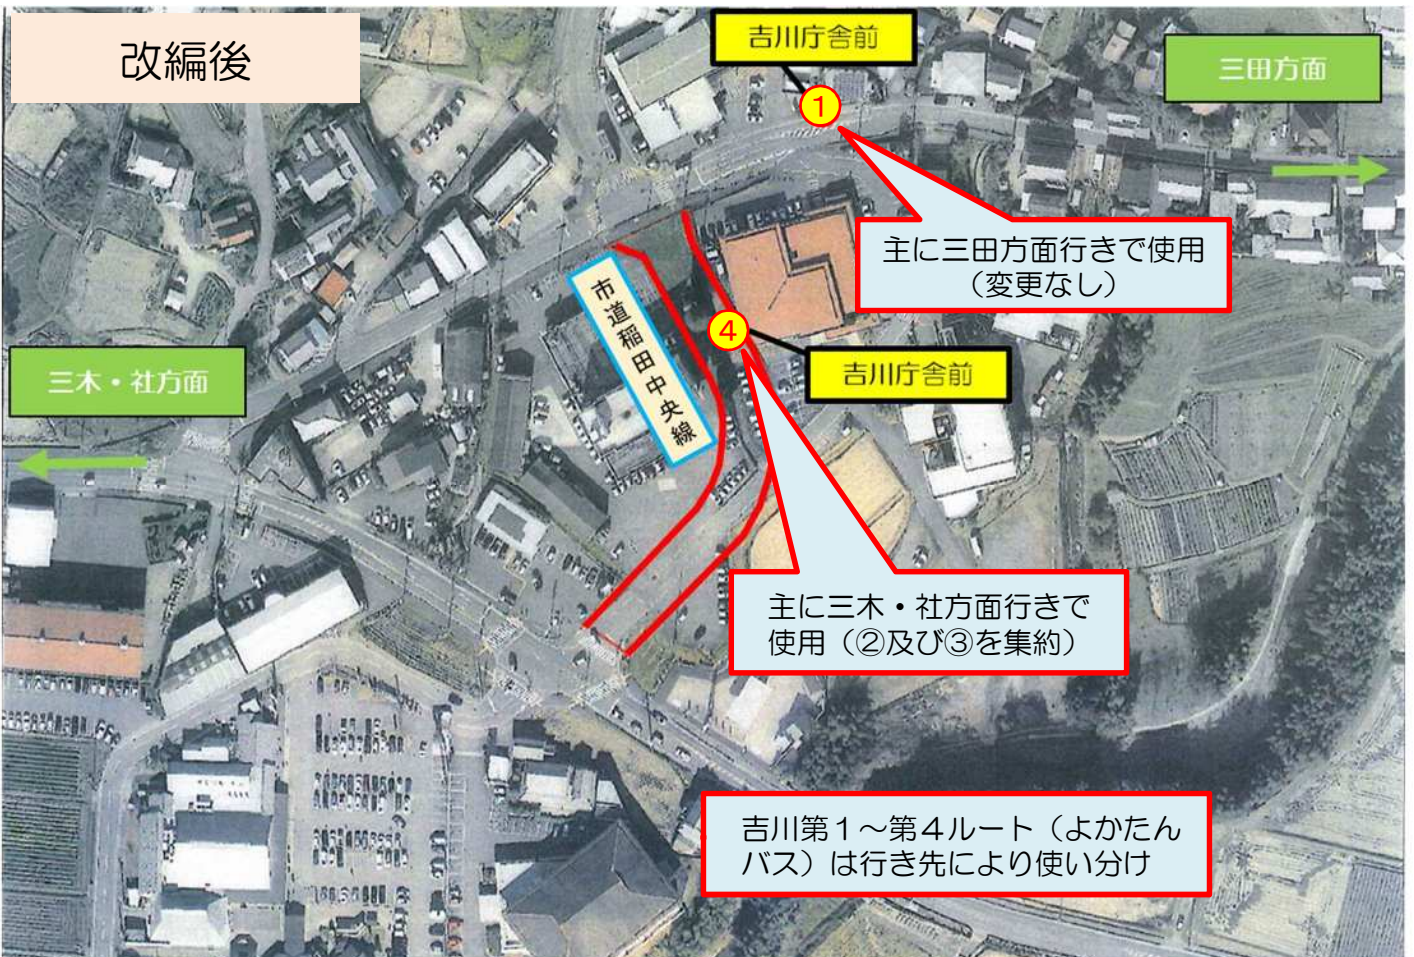 改編後
吉川庁舎前
三田方面
①
主に三田方面行きで使用
（変更なし）
市道稲田中央線
④
吉川庁舎前
三木・社方面
主に三木・社方面行きで
使用（②及び③を集約）
吉川第１～第４ルート（よかたん
バス）は行き先により使い分け